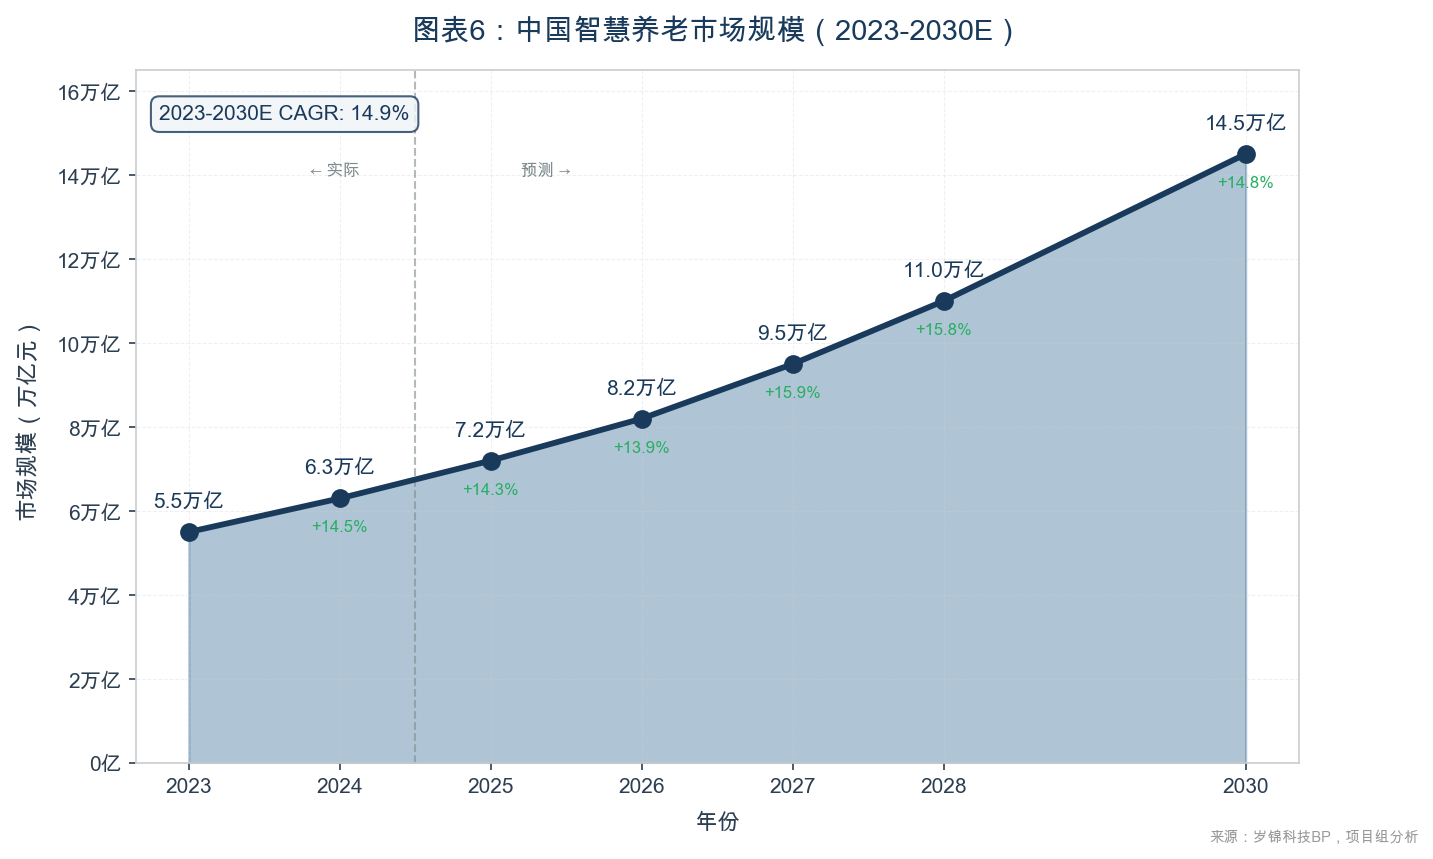 图表6：中国智慧养老市场规模（2023-2030E）
2023-2030E CAGR: 14.9%
← 实际
预测 →
市场规模（万亿元）
16万亿
14万亿
12万亿
10万亿
8万亿
6万亿
4万亿
2万亿
0亿
5.5万亿
6.3万亿
+14.5%
7.2万亿
+14.3%
8.2万亿
+13.9%
9.5万亿
+15.9%
11.0万亿
+15.8%
14.5万亿
+14.8%
2023
2024
2025
2026
2027
2028
2030
年份
来源：岁锦科技BP，项目组分析